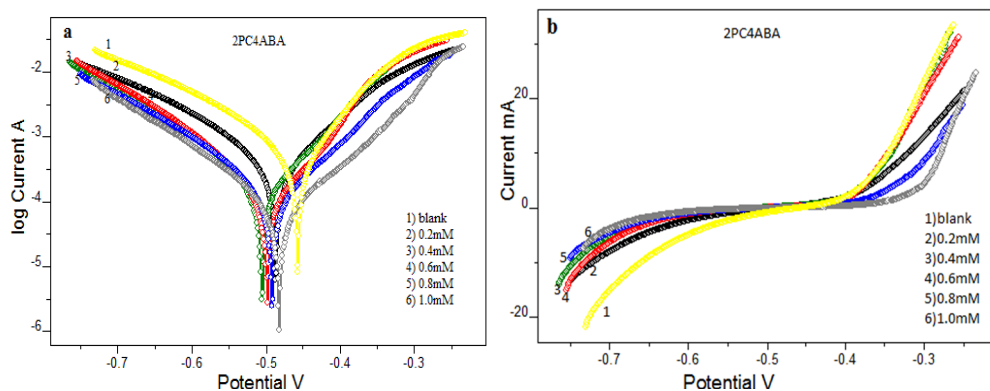 a
2PC4ABA
1
2
3
5
6
-2
-3
-4
-5
-6
log Current A
-0.7
-0.6
-0.5
-0.4
-0.3
Potential V
1) blank
2) 0.2mM
3) 0.4mM
4) 0.6mM
5) 0.8mM
6) 1.0mM
b
2PC4ABA
20
0
-20
Current mA
6
5
2
3
4
1
-0.7
-0.6
-0.5
-0.4
-0.3
Potential V
1) blank
2) 0.2mM
3)0.4mM
4) 0.6mM
5) 0.8mM
6)1.0mM